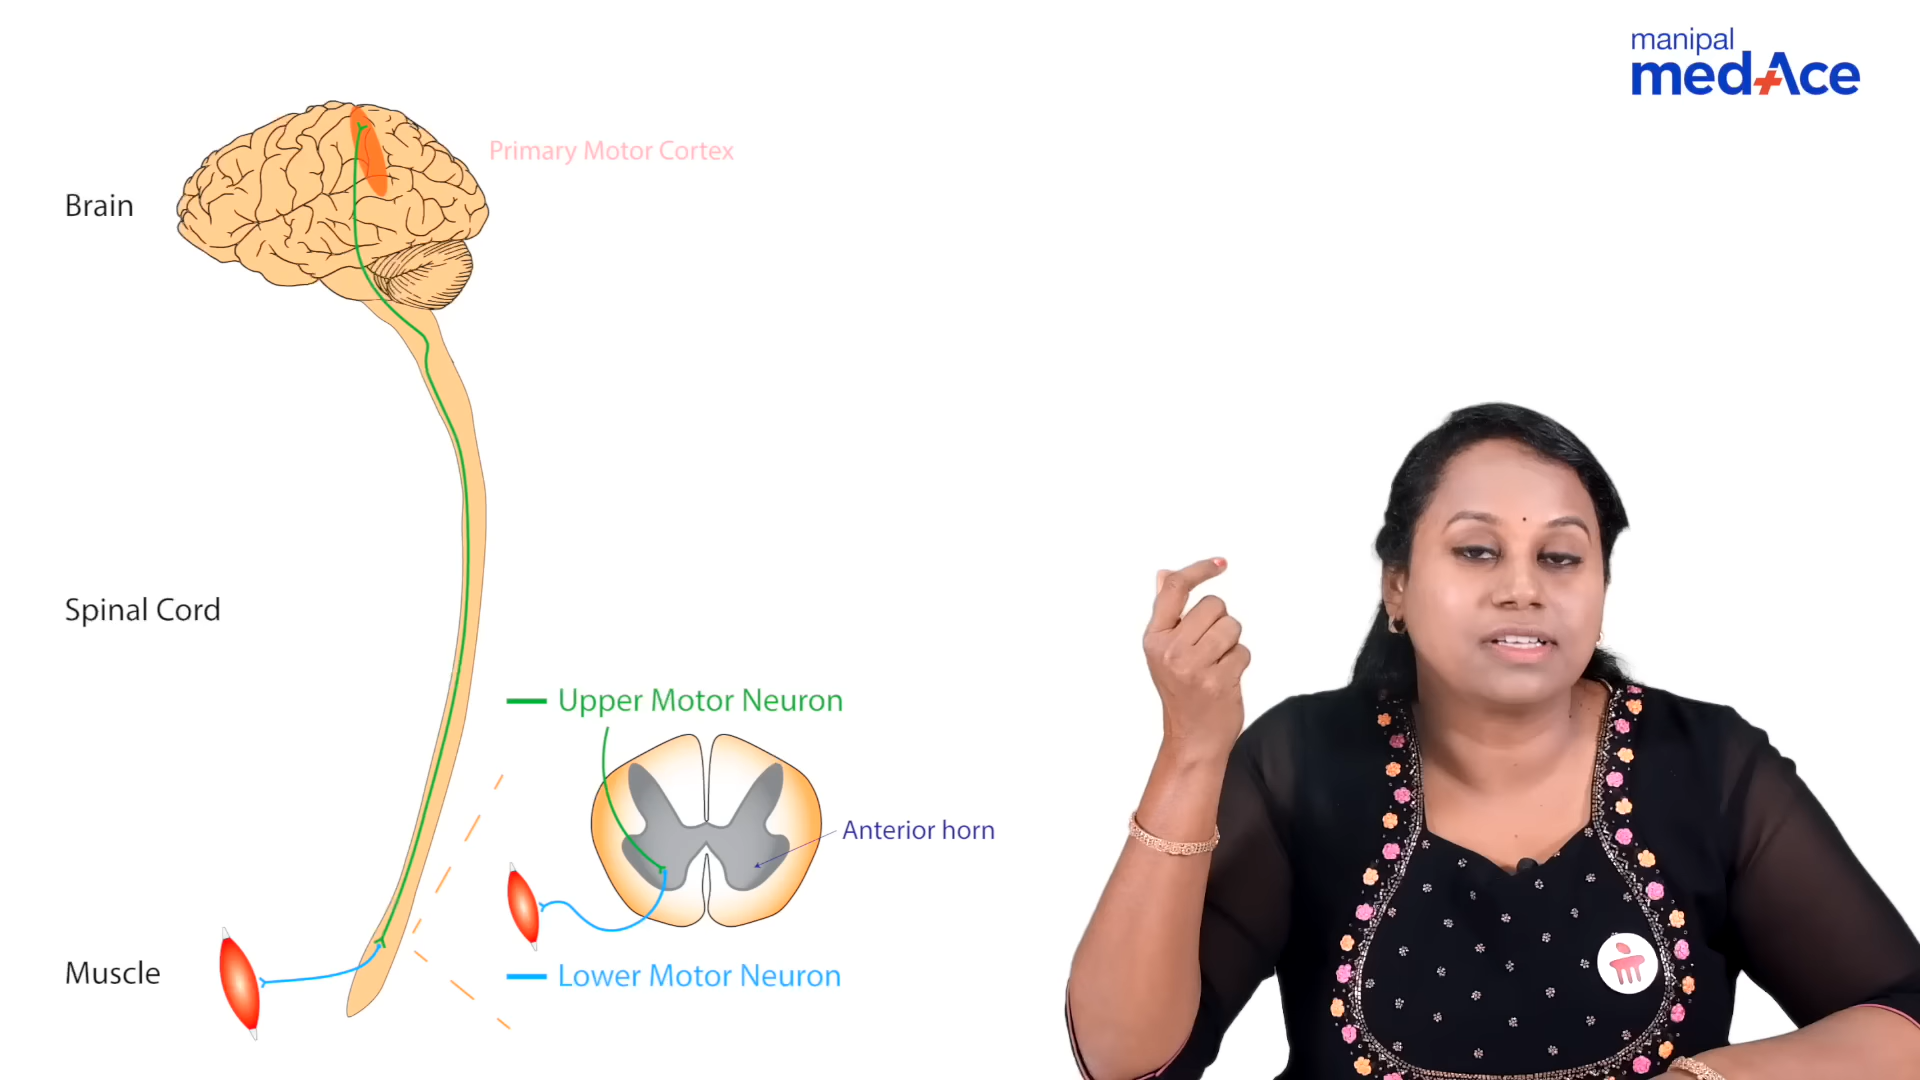 manipal
medAce
Primary Motor Cortex
Brain
Spinal Cord
Upper Motor Neuron
Anterior horn
Muscle
Lower Motor Neuron